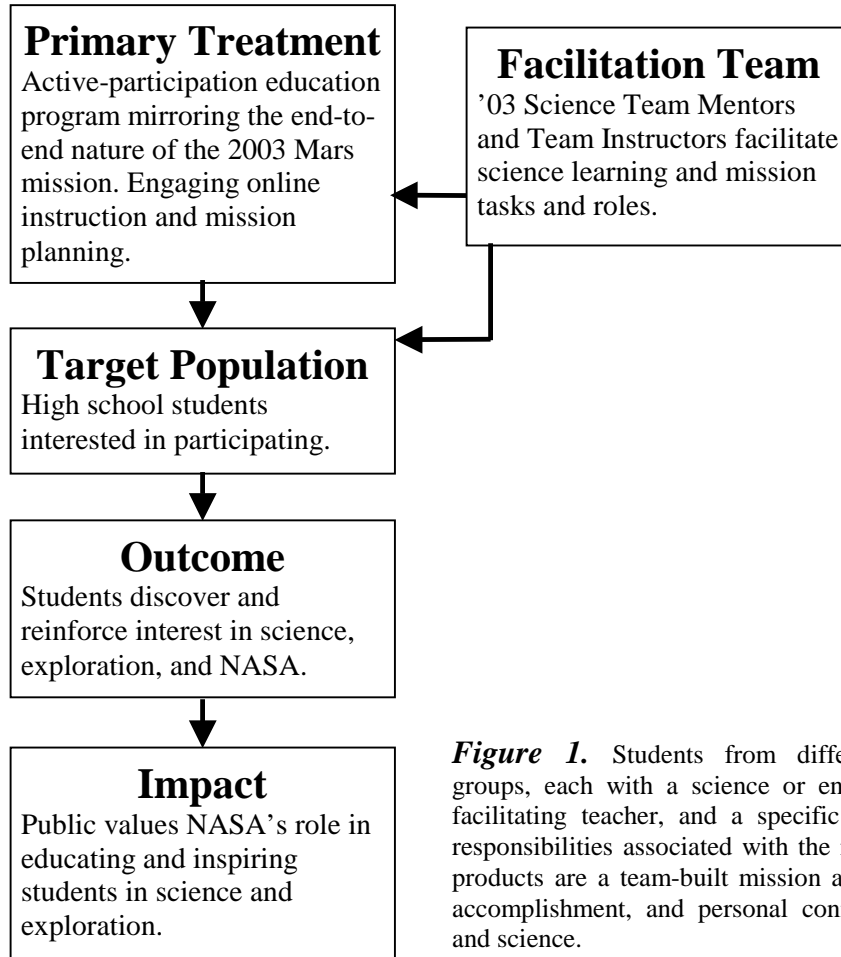 Primary Treatment
Active-participation education
program mirroring the end-to-
end nature of the 2003 Mars
mission. Engaging online
instruction and mission
planning.
Facilitation Team
’03 Science Team Mentors
and Team Instructors facilitate
science learning and mission
tasks and roles.
Target Population
High school students
interested in participating.
Outcome
Students discover and
reinforce interest in science,
exploration, and NASA.
Impact
Public values NASA’s role in
educating and inspiring
students in science and
exploration.
Figure 1. Students from
groups, each with a science or
facilitating teacher, and a specific
responsibilities associated with the
products are a team-built mission
accomplishment, and personal
and science.